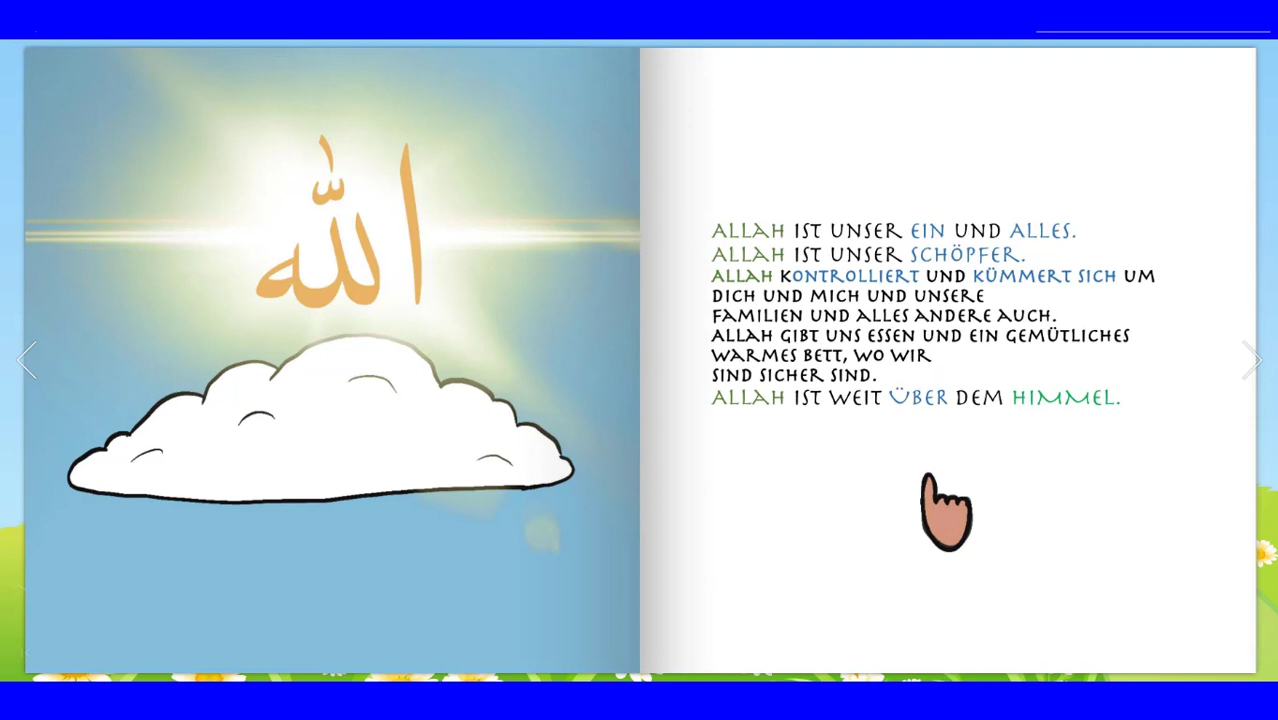 الله
ALLAH IST UNSER EIN UND ALLES.
ALLAH IST UNSER SCHÖPFER.
ALLAH KONTROLLIERT UND KÜMMERT SICH UM
DICH UND MICH UND UNSERE
FAMILIEN UND ALLES ANDERE AUCH.
ALLAH GIBT UNS ESSEN UND EIN GEMÜTLICHES
WARMES BETT, WO WIR
SIND SICHER SIND.
ALLAH IST WEIT ÜBER DEM HIMMEL.